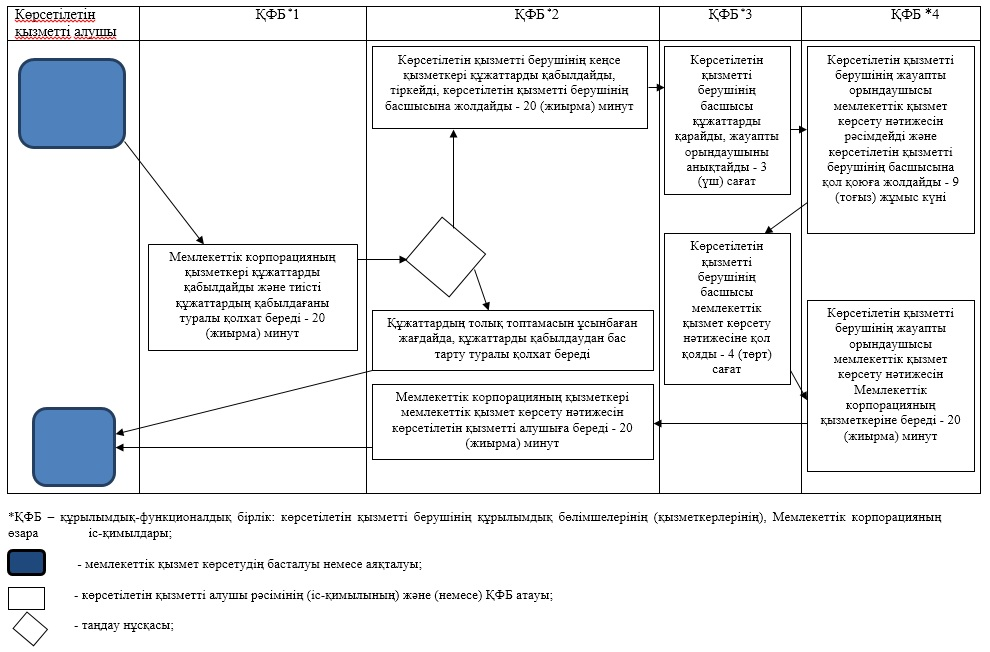 Көрсетілетін
қызметті алушы
ҚФБ*1
ҚФБ*2
ҚФБ*3
ҚФБ *4
Мемлекеттік корпорацияның
қызметкері құжаттарды
қабылдайды және тиісті
құжаттардың қабылдағаны
туралы қолхат береді - 20
(жиырма) минут
Көрсетілетін қызметті берушінің кеңсе
қызметкері құжаттарды қабылдайды,
тіркейді, көрсетілетін қызметті берушінің
басшысына жолдайды - 20 (жиырма) минут
Құжаттардың толық топтамасын ұсынбаған
жағдайда, құжаттарды қабылдаудан бас
тарту туралы қолхат береді
Мемлекеттік корпорацияның қызметкері
мемлекеттік қызмет көрсету нәтижесін
көрсетілетін қызметті алушыға береді - 20
(жиырма) минут
Көрсетілетін
қызметті
берушінің
басшысы
құжаттарды
қарайды, жауапты
орындаушыны
анықтайды - 3
(үш) сағат
Көрсетілетін
қызметті
берушінің
басшысы
мемлекеттік
қызмет көрсету
нәтижесіне қол
қояды - 4 (төрт)
сағат
Көрсетілетін қызметті
берушінің жауапты
орындаушысы
мемлекеттік қызмет
көрсету нәтижесін
рәсімдейді және
көрсетілетін қызметті
берушінің басшысына
қол қоюға жолдайды - 9
(тоғыз) жұмыс күні
Көрсетілетін қызметті
берушінің жауапты
орындаушысы
мемлекеттік қызмет
көрсету нәтижесін
Мемлекеттік
корпорацияның
қызметкеріне береді - 20
(жиырма) минут
*ҚФБ – құрылымдық-функционалдық бірлік: көрсетілетін қызметті берушінің құрылымдық бөлімшелерінің (қызметкерлерінің), Мемлекеттік корпорацияның
өзара іс-қимылдары;
- мемлекеттік қызмет көрсетудің басталуы немесе аяқталуы;
- көрсетілетін қызметті алушы рәсімінің (іс-қимылының) және (немесе) ҚФБ атауы;
- таңдау нұсқасы;